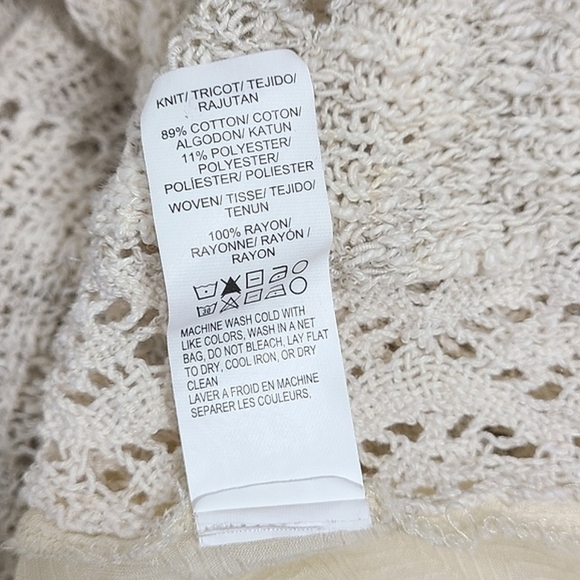 KNIT/ TRICOT/ TEJIDO/
RAJUTAN
89% COTTON/ COTON/
ALGODON/ KATUN
11% POLYESTER/
POLYESTER/
POLÍESTER/ POLIESTER
WOVEN/ TISSE/ TEJIDO/
TENUN
100% RAYON/
RAYONNE/ RAYÓN /
RAYON
MACHINE WASH COLD WITH
LIKE COLORS, WASH IN A NET
BAG, DO NOT BLEACH, LAY FLAT
TO DRY, COOL IRON, OR DRY
CLEAN
LAVER A FROID EN MACHINE
SEPARER LES COULEURS,